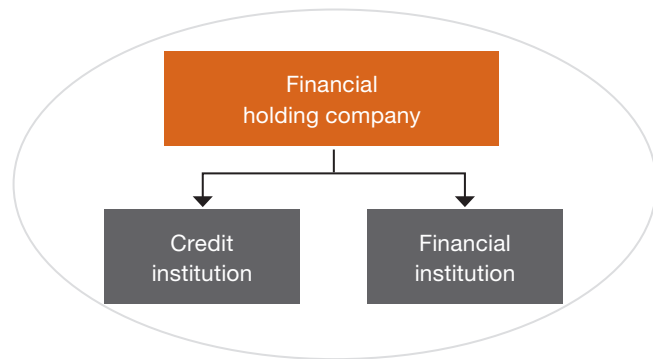 Financial
holding company
Credit
institution
Financial
institution